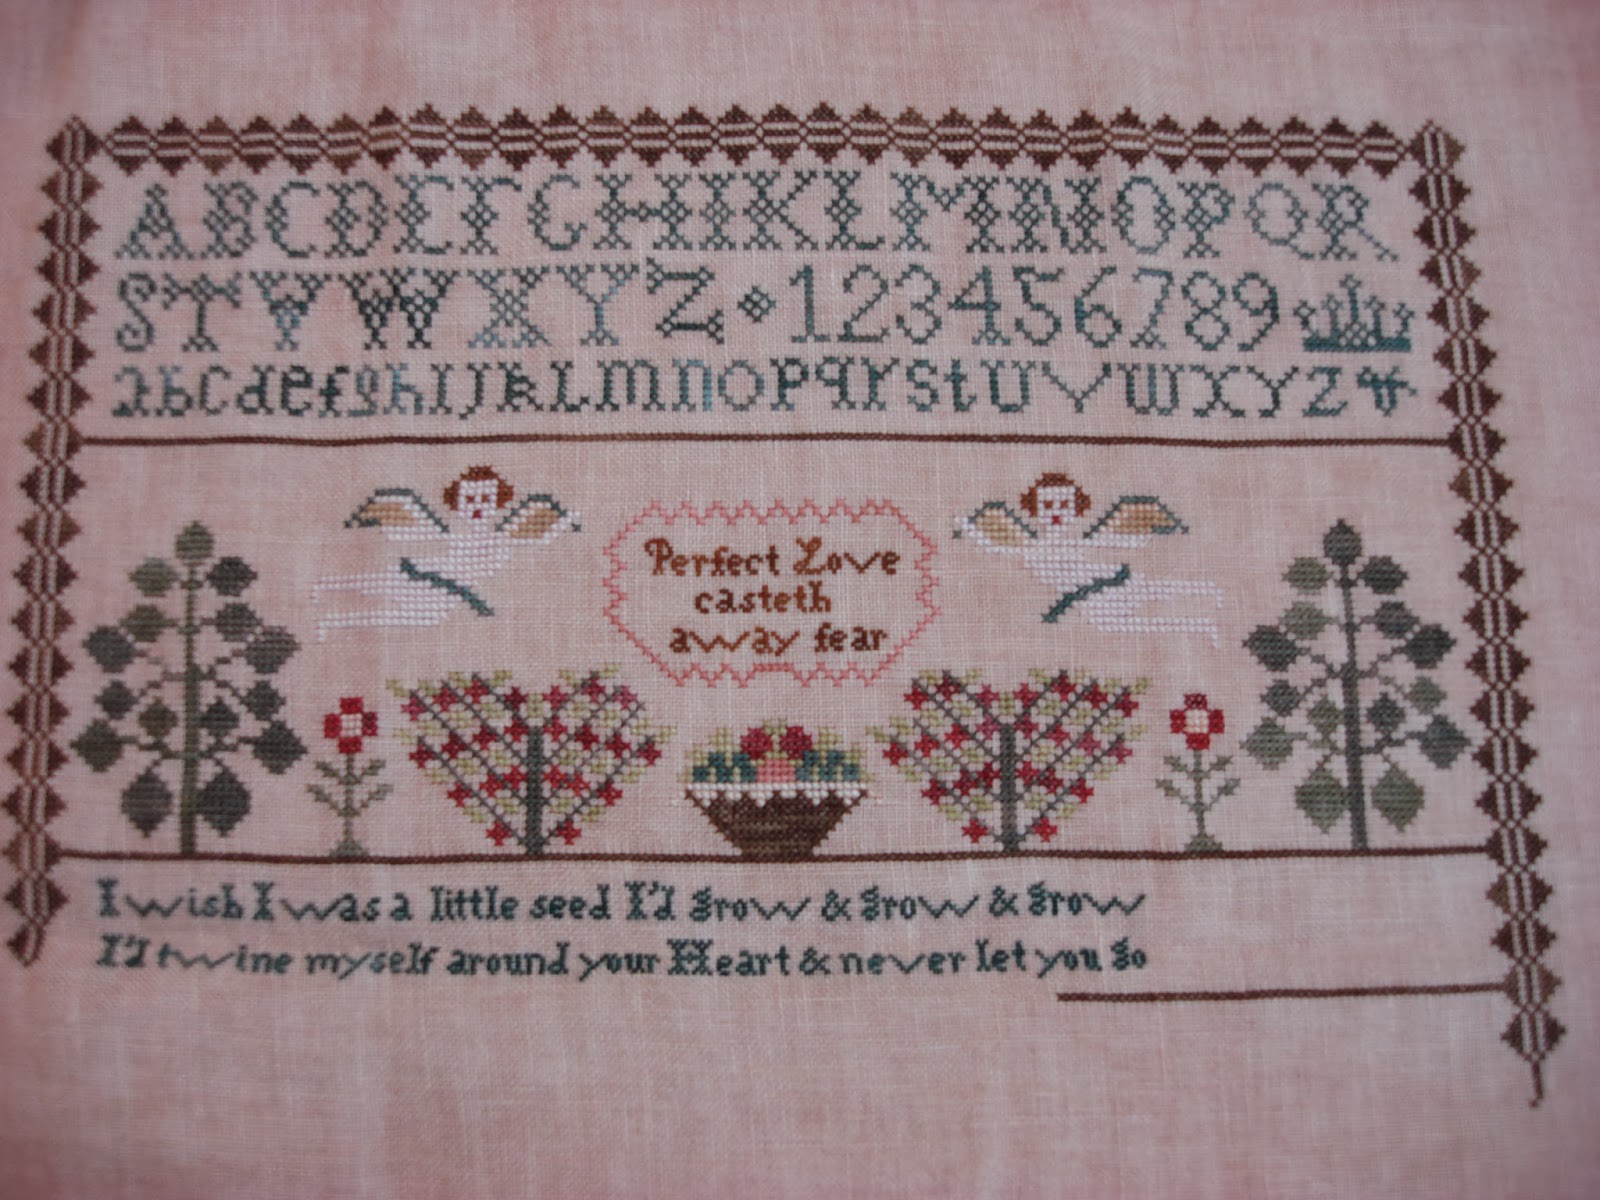 ABCDEFGHIKLMNOPQR
STVWXYZ 123456789
abcdefghijklmnopqrstuvwxyz&
Perfect Love
casteth
away fear
I wish I was a little seed I'd grow & grow & grow
I'd twine myself around your Heart & never let you go